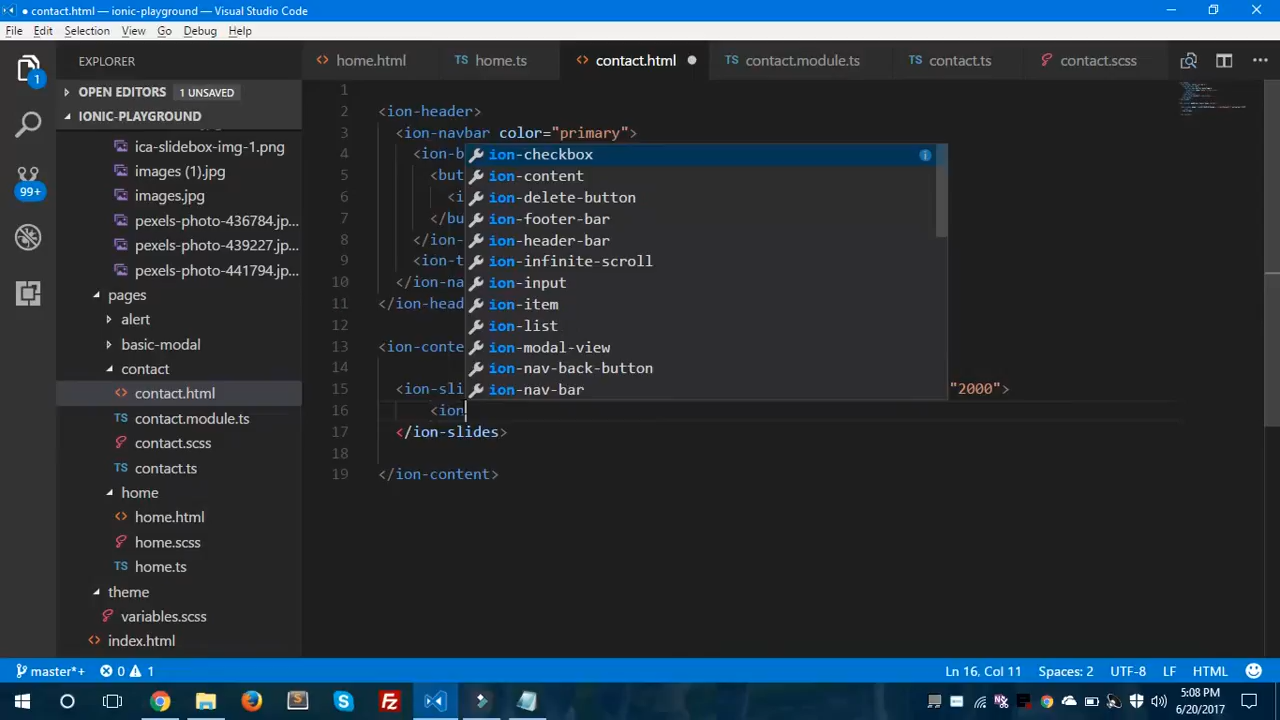 contact.html — ionic-playground — Visual Studio Code
File Edit Selection View Go Debug Help
EXPLORER
OPEN EDITORS 1 UNSAVED
IONIC-PLAYGROUND
ica-slidebox-img-1.png
images (1).jpg
images.jpg
pexels-photo-436784.jp...
pexels-photo-439227.jp...
pexels-photo-441794.jp...
pages
alert
basic-modal
contact
contact.html
TS contact.module.ts
contact.scss
TS contact.ts
home
home.html
home.scss
TS home.ts
theme
variables.scss
index.html
1
99+
home.html TS home.ts contact.html TS contact.module.ts TS contact.ts contact.scss
1
2 <ion-header>
3 <ion-navbar color="primary">
4 <ion-b
5 <but
6 <i
7 </bu
8 </ion-
9 <ion-t
10 </ion-na
11 </ion-head
12
13 <ion-conte
14
15 <ion-sli "2000">
16 <ion
17 </ion-slides>
18
19 </ion-content>
ion-checkbox
ion-content
ion-delete-button
ion-footer-bar
ion-header-bar
ion-infinite-scroll
ion-input
ion-item
ion-list
ion-modal-view
ion-nav-back-button
ion-nav-bar
master*+ 0 1 Ln 16, Col 11 Spaces: 2 UTF-8 LF HTML
5:08 PM
6/20/2017